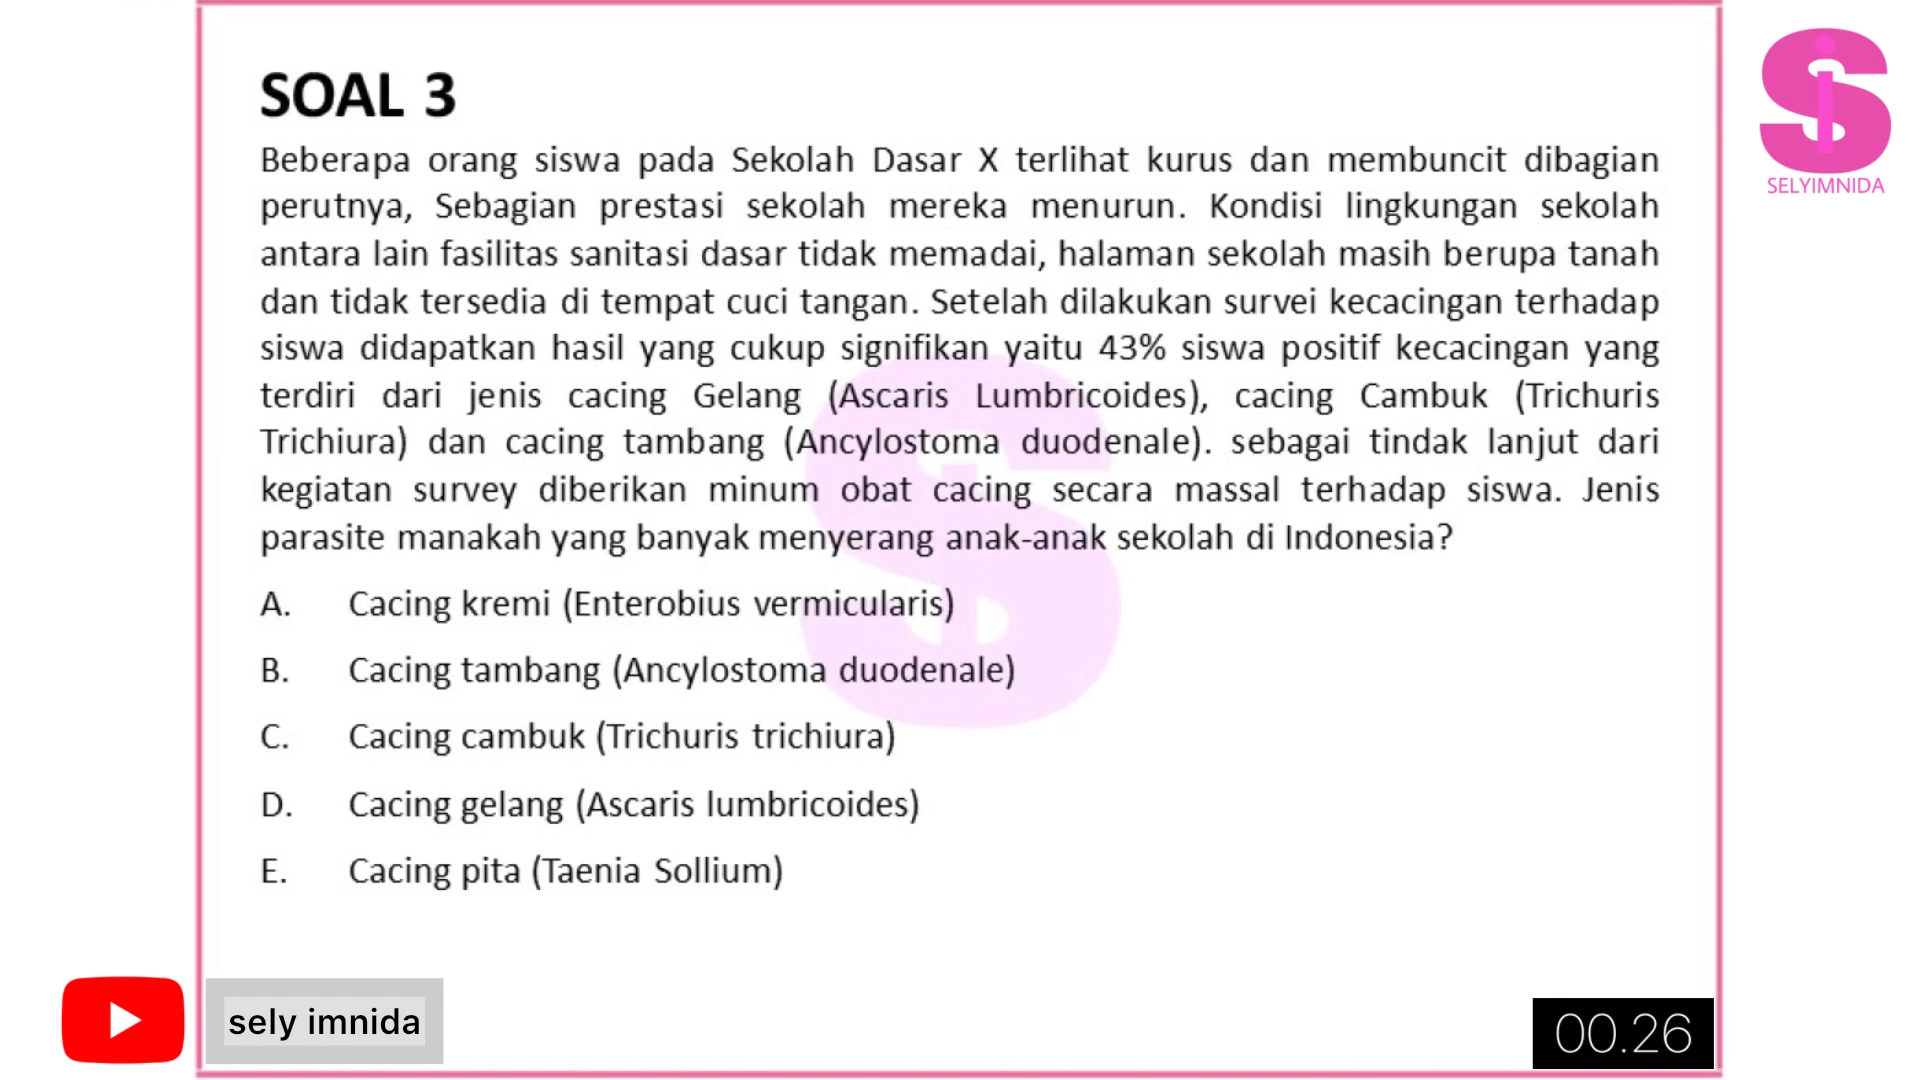 SOAL 3
Beberapa orang siswa pada Sekolah Dasar X terlihat kurus dan membuncit dibagian
perutnya, Sebagian prestasi sekolah mereka menurun. Kondisi lingkungan sekolah
antara lain fasilitas sanitasi dasar tidak memadai, halaman sekolah masih berupa tanah
dan tidak tersedia di tempat cuci tangan. Setelah dilakukan survei kecacingan terhadap
siswa didapatkan hasil yang cukup signifikan yaitu 43% siswa positif kecacingan yang
terdiri dari jenis cacing Gelang (Ascaris Lumbricoides), cacing Cambuk (Trichuris
Trichiura) dan cacing tambang (Ancylostoma duodenale). sebagai tindak lanjut dari
kegiatan survey diberikan minum obat cacing secara massal terhadap siswa. Jenis
parasite manakah yang banyak menyerang anak-anak sekolah di Indonesia?
A. Cacing kremi (Enterobius vermicularis)
B. Cacing tambang (Ancylostoma duodenale)
C. Cacing cambuk (Trichuris trichiura)
D. Cacing gelang (Ascaris lumbricoides)
E. Cacing pita (Taenia Sollium)
SELYIMNIDA
sely imnida
00.26